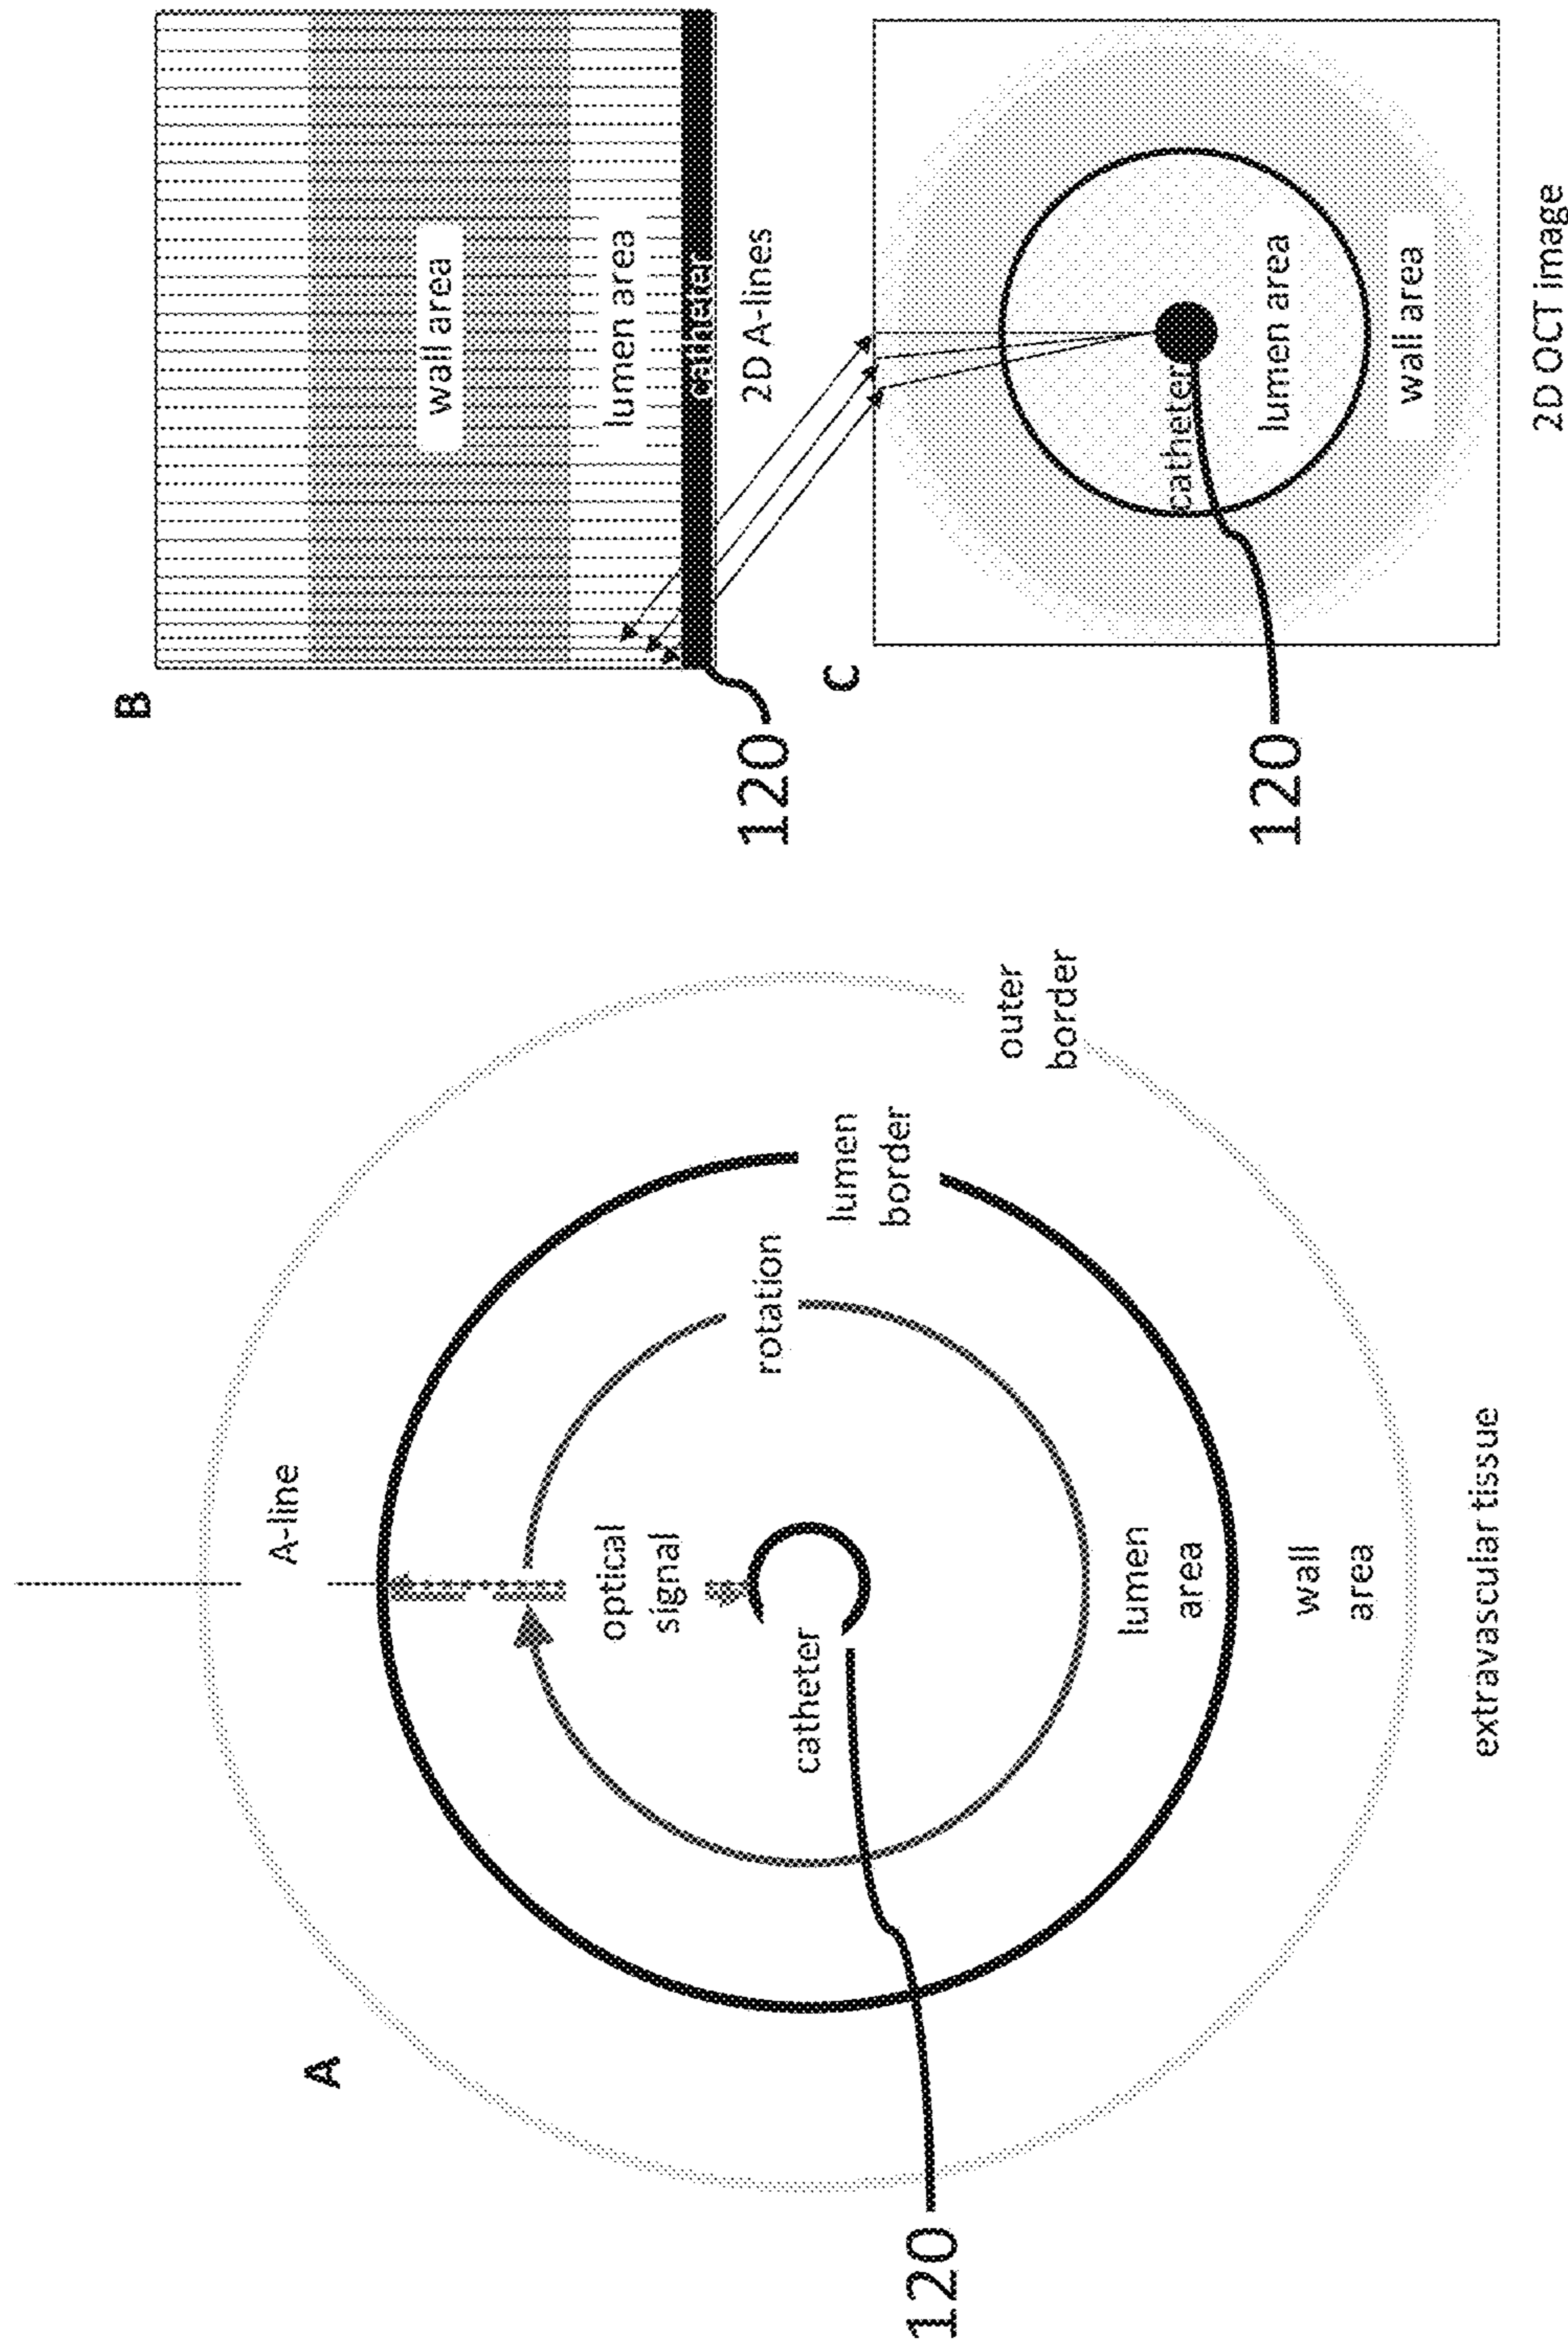 A
A-line
optical
signal
catheter
rotation
lumen
border
outer
border
lumen
area
wall
area
extravascular tissue
120
B
wall area
lumen area
catheter
2D A-lines
120
C
catheter
lumen area
wall area
2D OCT image
120